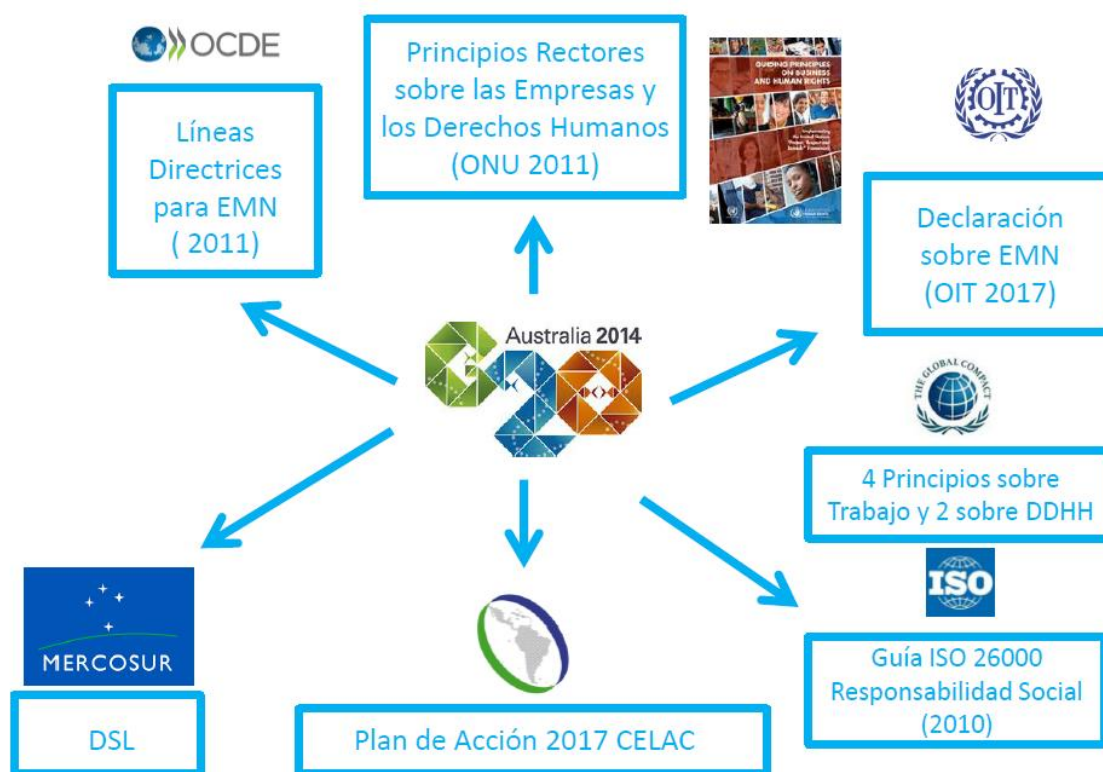 OCDE
Líneas
Directrices
para EMN
( 2011)
Principios Rectores
sobre las Empresas y
los Derechos Humanos
(ONU 2011)
GUIDING PRINCIPLES
ON BUSINESS
AND HUMAN RIGHTS
OIT
Declaración
sobre EMN
(OIT 2017)
Australia 2014
THE GLOBAL COMPACT
4 Principios sobre
Trabajo y 2 sobre DDHH
ISO
Guía ISO 26000
Responsabilidad Social
(2010)
MERCOSUR
DSL
Plan de Acción 2017 CELAC